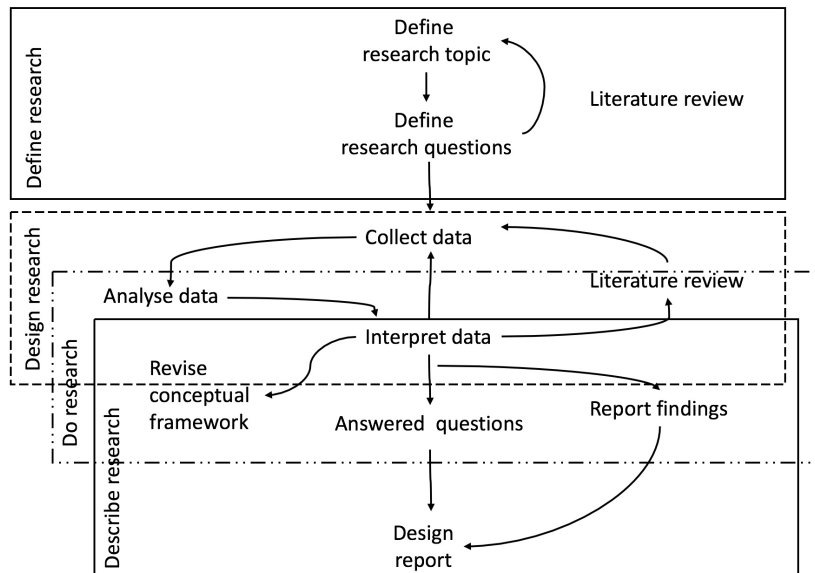 Define
research topic
Define research
Literature review
Define
research questions
Design research
Collect data
Literature review
Analyse data
Do research
Interpret data
Revise
conceptual
framework
Describe research
Report findings
Answered questions
Design
report